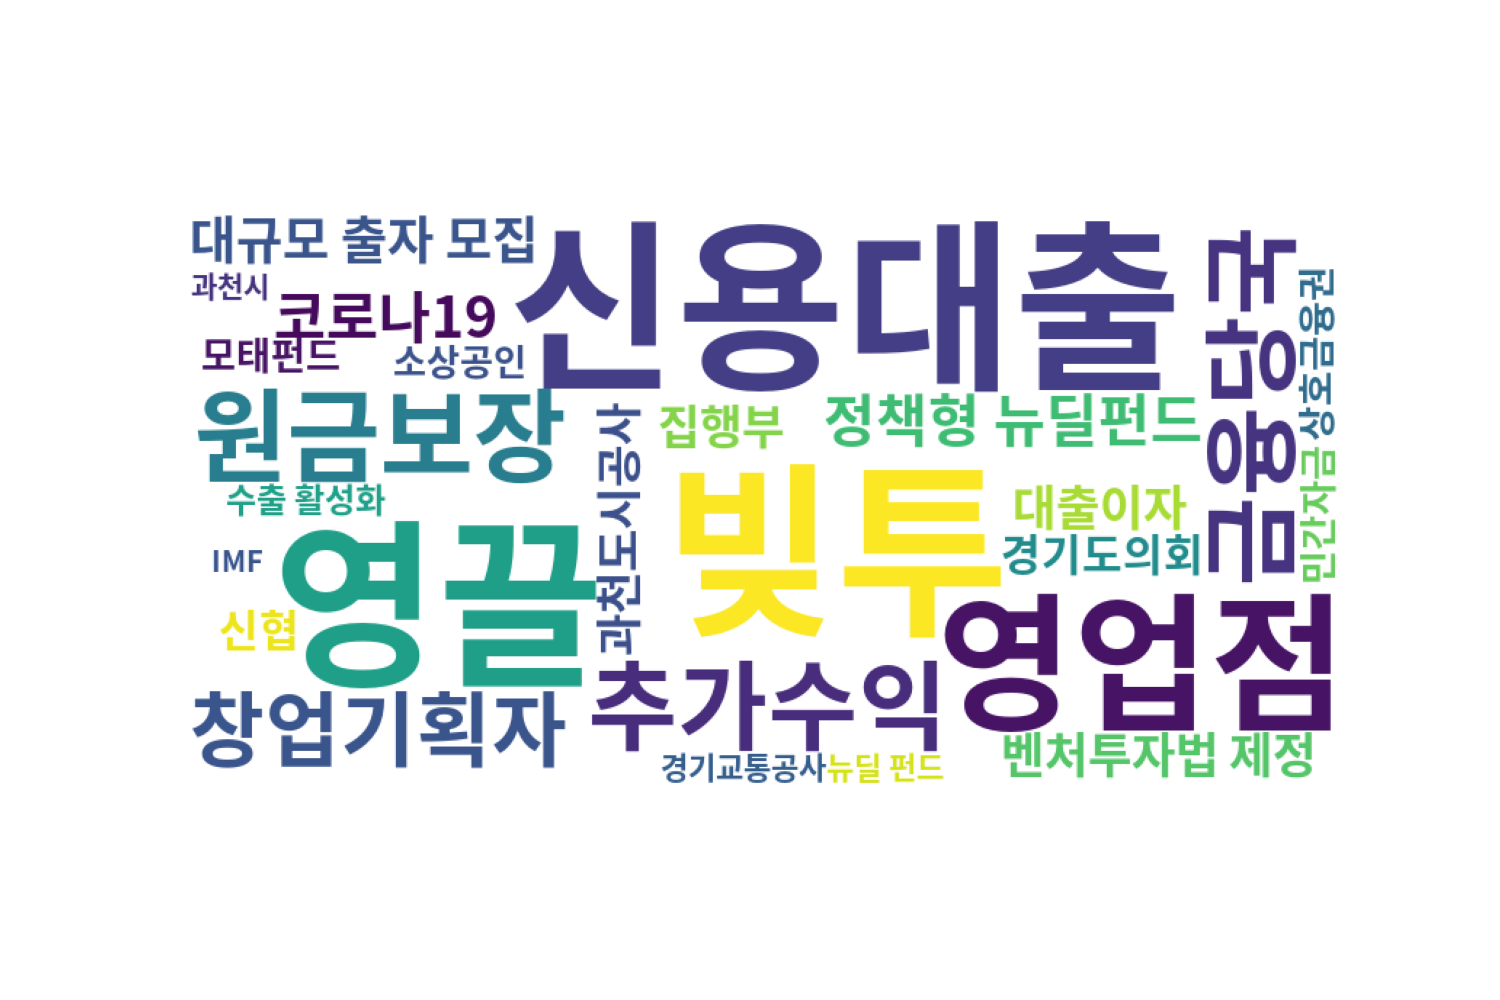 대규모 출자 모집
신용대출
과천시
코로나19
모태펀드
소상공인
금융당국
상호금융권
원금보장
집행부
정책형 뉴딜펀드
과천도시공사
수출 활성화
빚투
대출이자
민간자금
IMF
영끌
경기도의회
신협
영업점
창업기획자
추가수익
벤처투자법 제정
경기교통공사
뉴딜 펀드